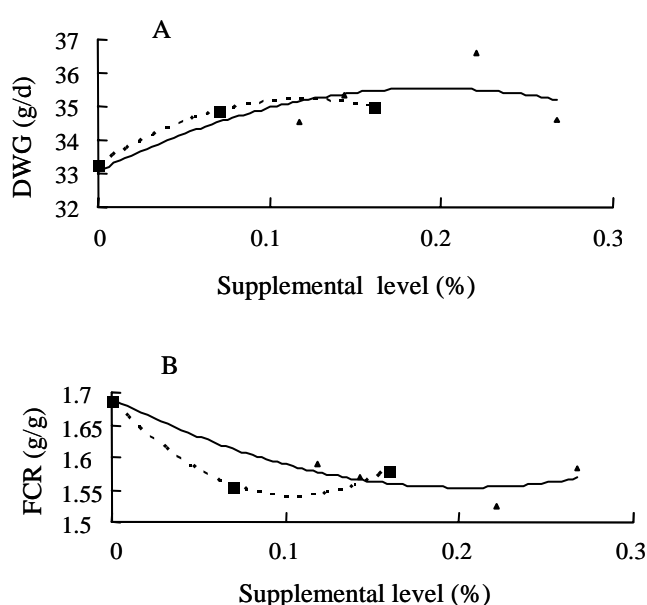 A
37
36
35
34
33
32
DWG (g/d)
0 0.1 0.2 0.3
Supplemental level (%)
B
1.7
1.65
1.6
1.55
1.5
FCR (g/g)
0 0.1 0.2 0.3
Supplemental level (%)